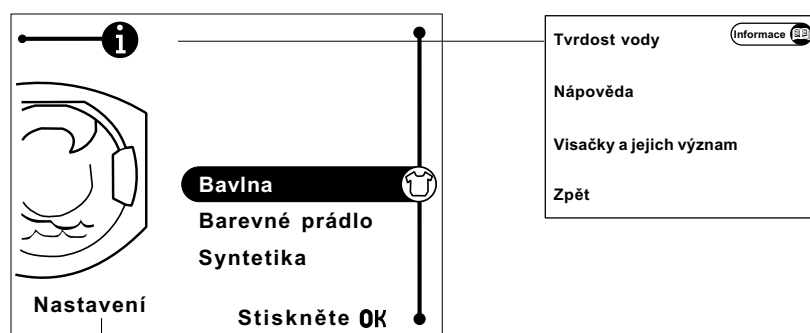 Bavlna
Barevné prádlo
Syntetika
Nastavení
Stiskněte OK
Tvrdost vody
Informace
Nápověda
Visačky a jejich význam
Zpět